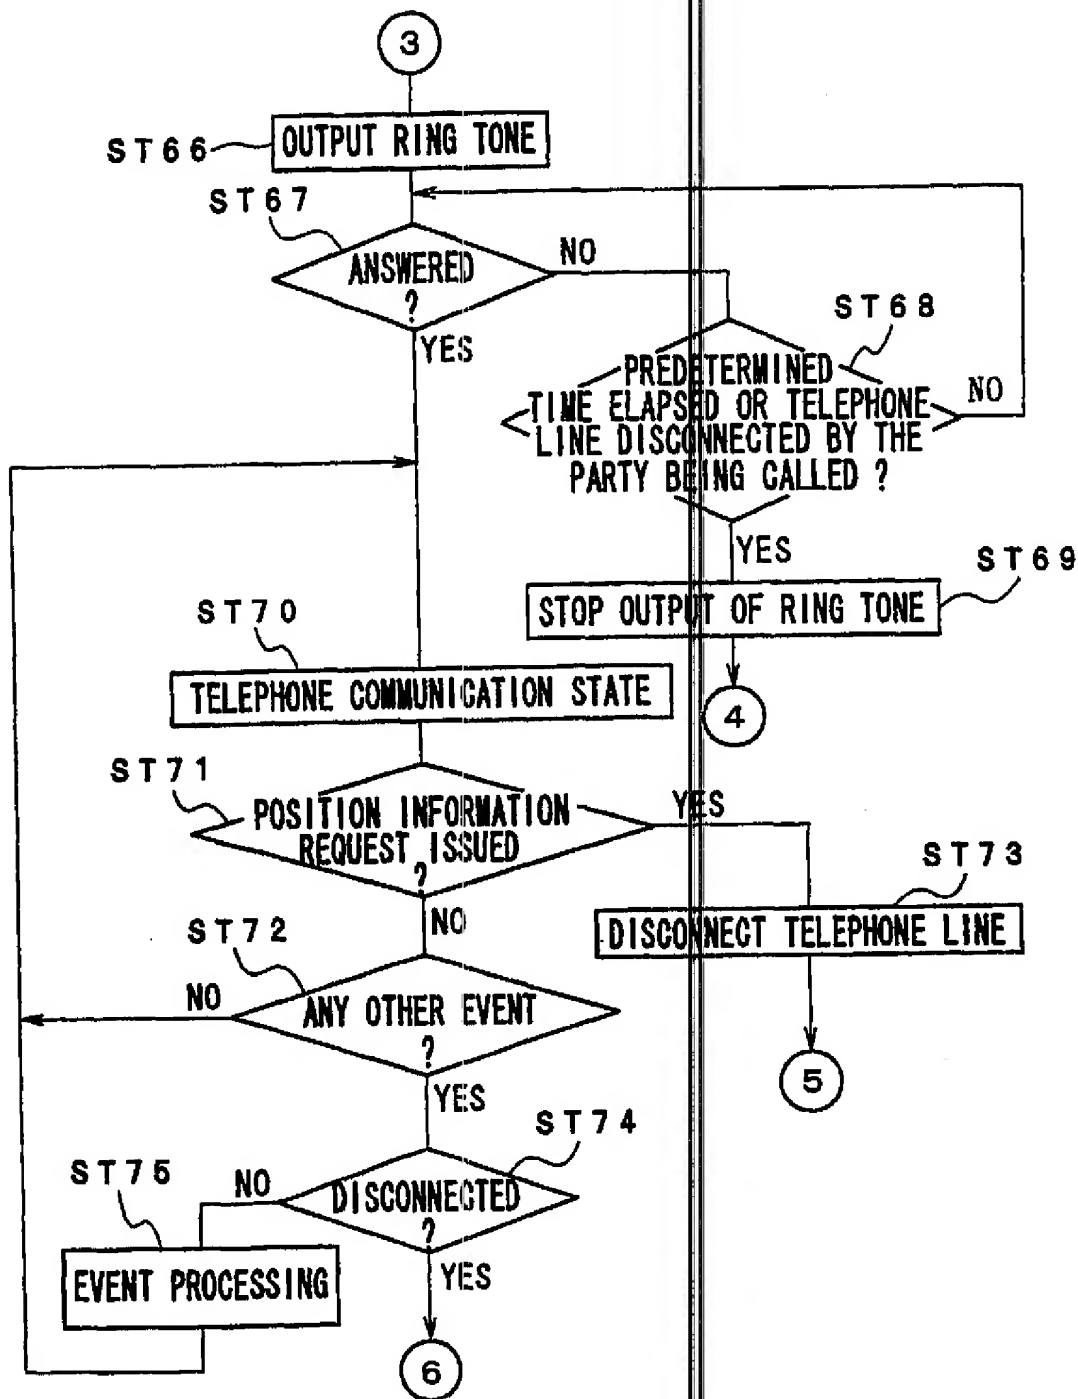 3
ST66
OUTPUT RING TONE
ST67
ANSWERED
?
NO
YES
ST68
PREDETERMINED
TIME ELAPSED OR TELEPHONE
LINE DISCONNECTED BY THE
PARTY BEING CALLED ?
NO
YES
ST69
STOP OUTPUT OF RING TONE
4
ST70
TELEPHONE COMMUNICATION STATE
ST71
POSITION INFORMATION
REQUEST ISSUED
?
YES
NO
ST73
DISCONNECT TELEPHONE LINE
5
ST72
ANY OTHER EVENT
?
NO
YES
ST74
DISCONNECTED
?
NO
YES
ST75
EVENT PROCESSING
6